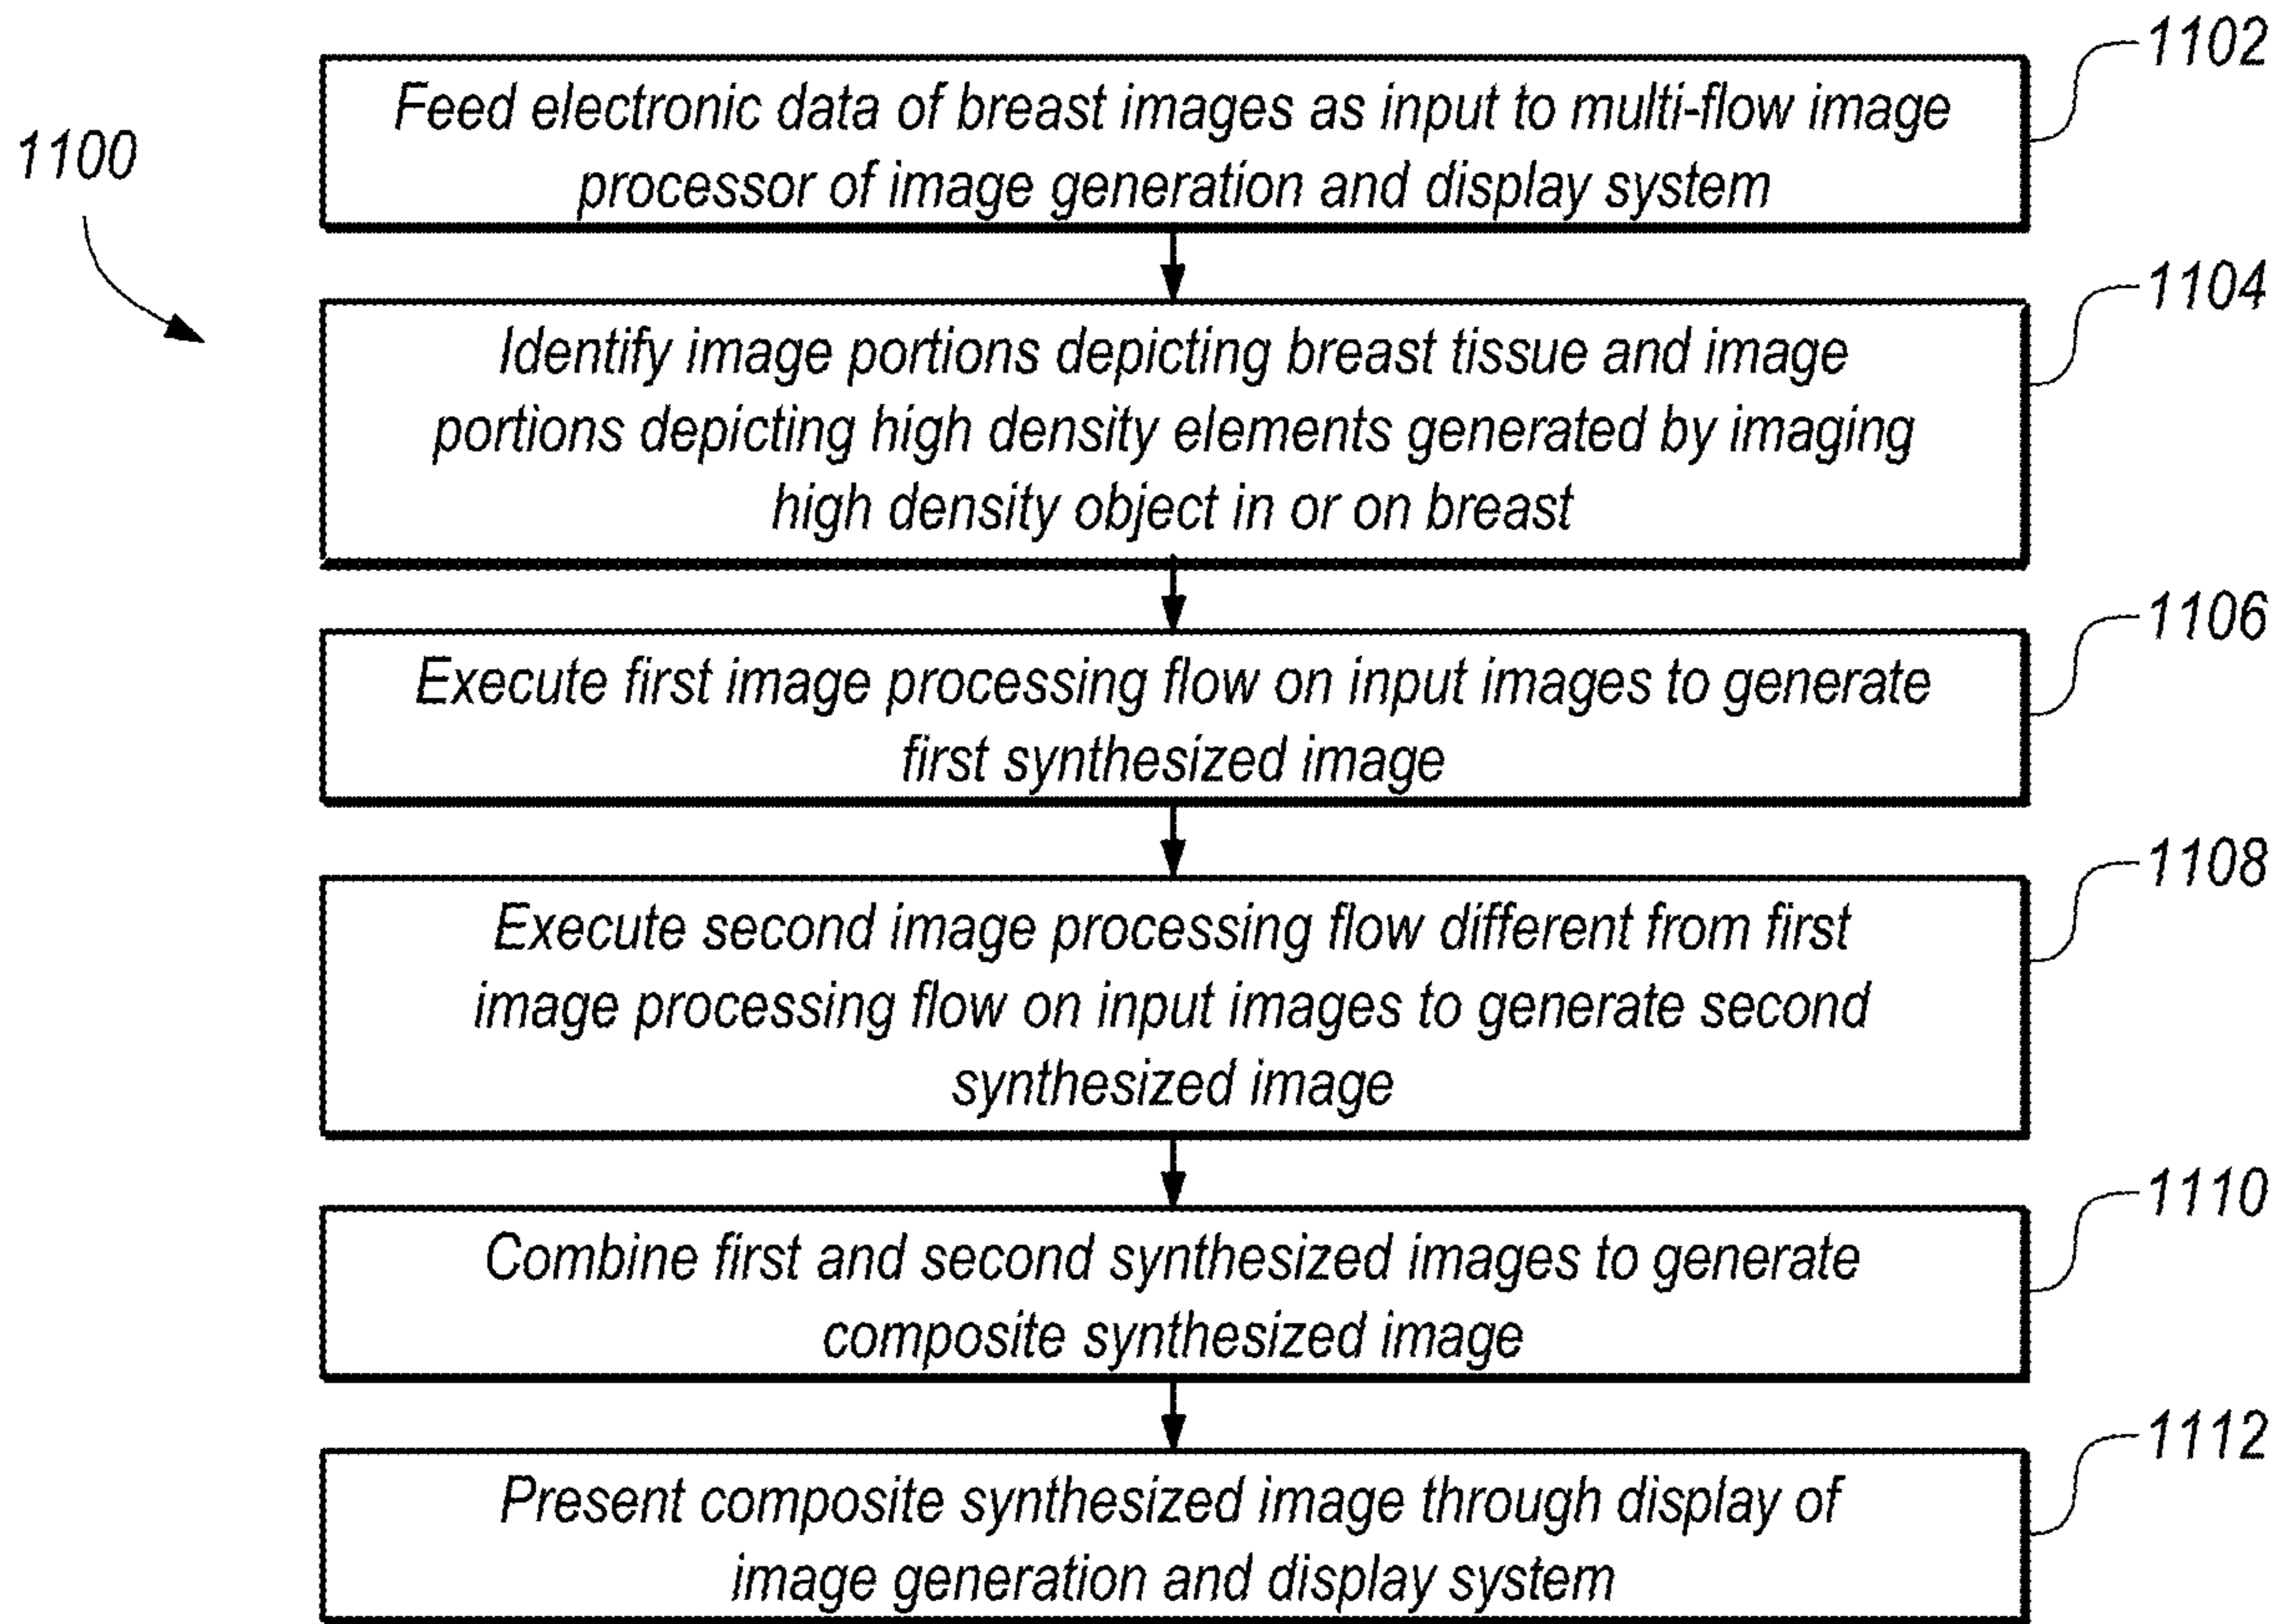 1100
1102
Feed electronic data of breast images as input to multi-flow image
processor of image generation and display system
1104
Identify image portions depicting breast tissue and image
portions depicting high density elements generated by imaging
high density object in or on breast
1106
Execute first image processing flow on input images to generate
first synthesized image
1108
Execute second image processing flow different from first
image processing flow on input images to generate second
synthesized image
1110
Combine first and second synthesized images to generate
composite synthesized image
1112
Present composite synthesized image through display of
image generation and display system